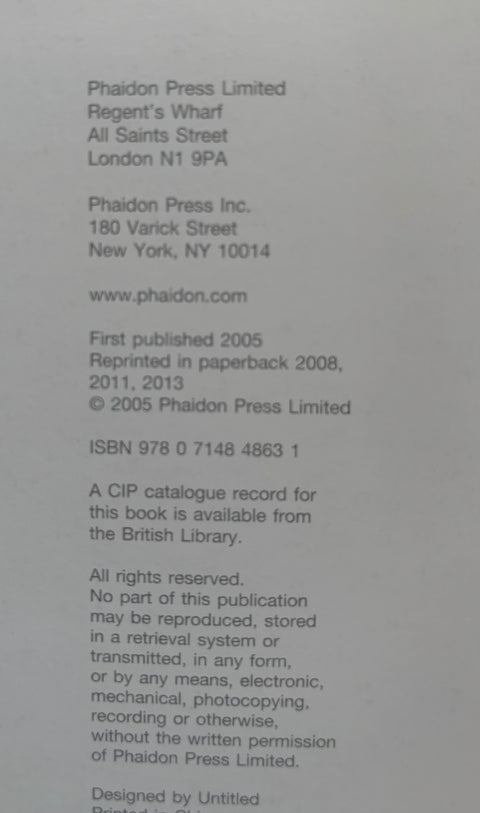 Phaidon Press Limited
Regent's Wharf
All Saints Street
London N1 9PA
Phaidon Press Inc.
180 Varick Street
New York, NY 10014
www.phaidon.com
First published 2005
Reprinted in paperback 2008,
2011, 2013
© 2005 Phaidon Press Limited
ISBN 978 0 7148 4863 1
A CIP catalogue record for
this book is available from
the British Library.
All rights reserved.
No part of this publication
may be reproduced, stored
in a retrieval system or
transmitted, in any form,
or by any means, electronic,
mechanical, photocopying,
recording or otherwise,
without the written permission
of Phaidon Press Limited.
Designed by Untitled
Printed in